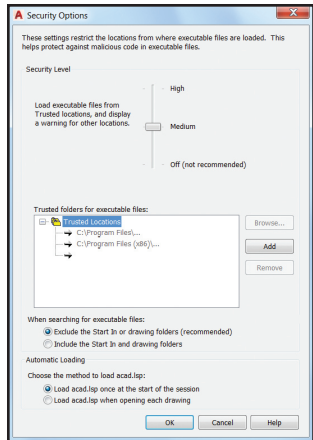 A Security Options
These settings restrict the locations from where executable files are loaded. This
helps protect against malicious code in executable files.
Security Level
High
Load executable files from
Trusted locations, and display
a warning for other locations.
Medium
Off (not recommended)
Trusted folders for executable files:
Trusted Locations
C:\Program Files\,...
C:\Program Files (x86)\,...
Browse...
Add
Remove
When searching for executable files:
Exclude the Start In or drawing folders (recommended)
Include the Start In and drawing folders
Automatic Loading
Choose the method to load acad.lsp:
Load acad.lsp once at the start of the session
Load acad.lsp when opening each drawing
OK
Cancel
Help